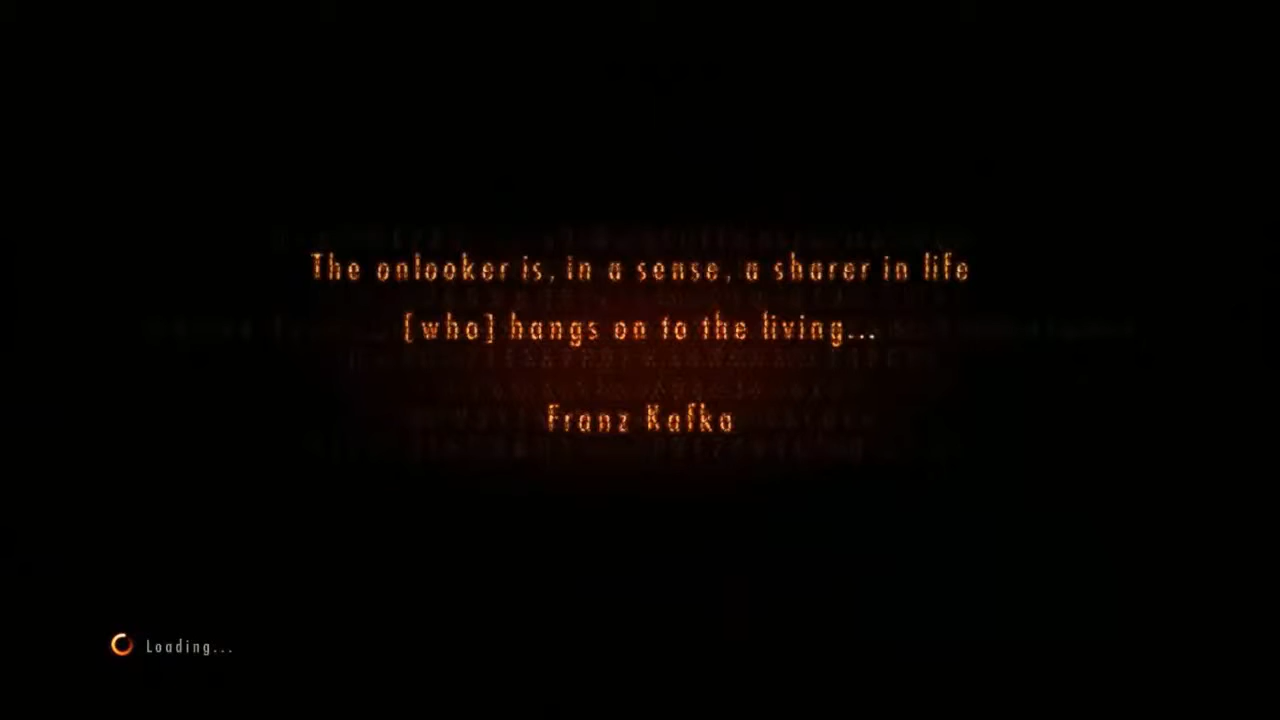 The onlooker is, in a sense, a sharer in life
[who] hangs on to the living...
Franz Kafka
Loading...